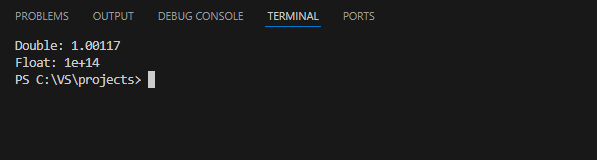 PROBLEMS OUTPUT DEBUG CONSOLE TERMINAL PORTS
Double: 1.00117
Float: 1e+14
PS C:\VS\projects>